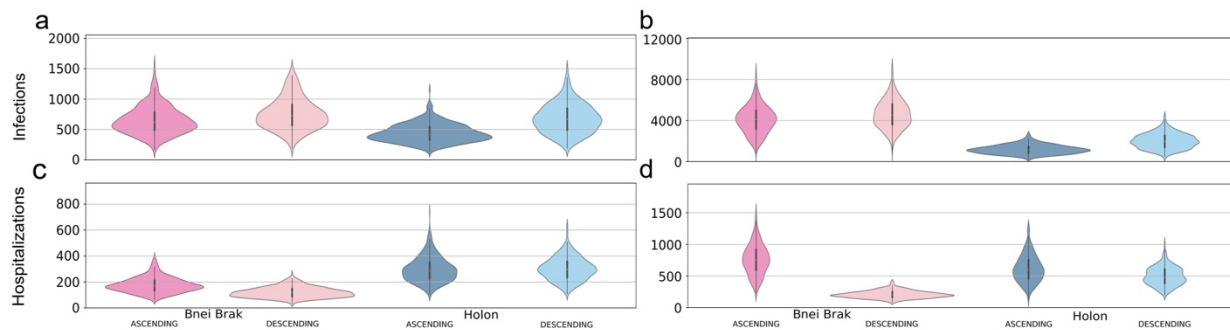 a
Infections
2000
1500
1000
500
0
b
12000
8000
4000
0
c
Hospitalizations
800
600
400
200
0
Bnei Brak
Holon
ASCENDING
DESCENDING
ASCENDING
DESCENDING
d
1500
1000
500
0
Bnei Brak
Holon
ASCENDING
DESCENDING
ASCENDING
DESCENDING